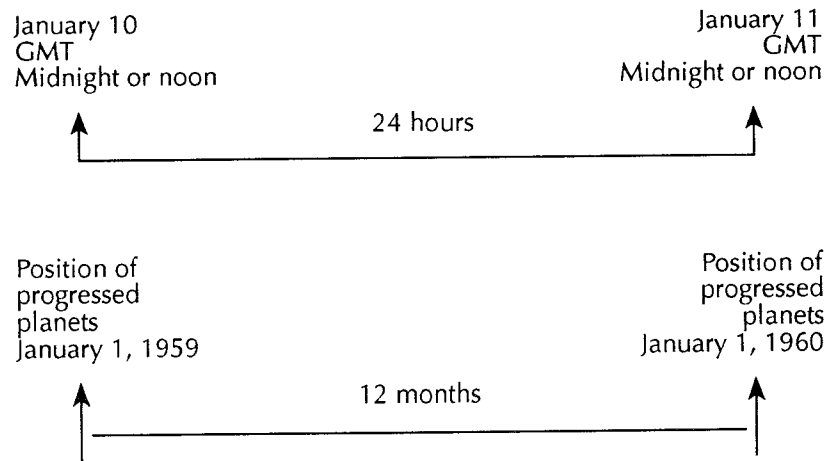 January 10
GMT
Midnight or noon
January 11
GMT
Midnight or noon
24 hours
Position of
progressed
planets
January 1, 1959
Position of
progressed
planets
January 1, 1960
12 months